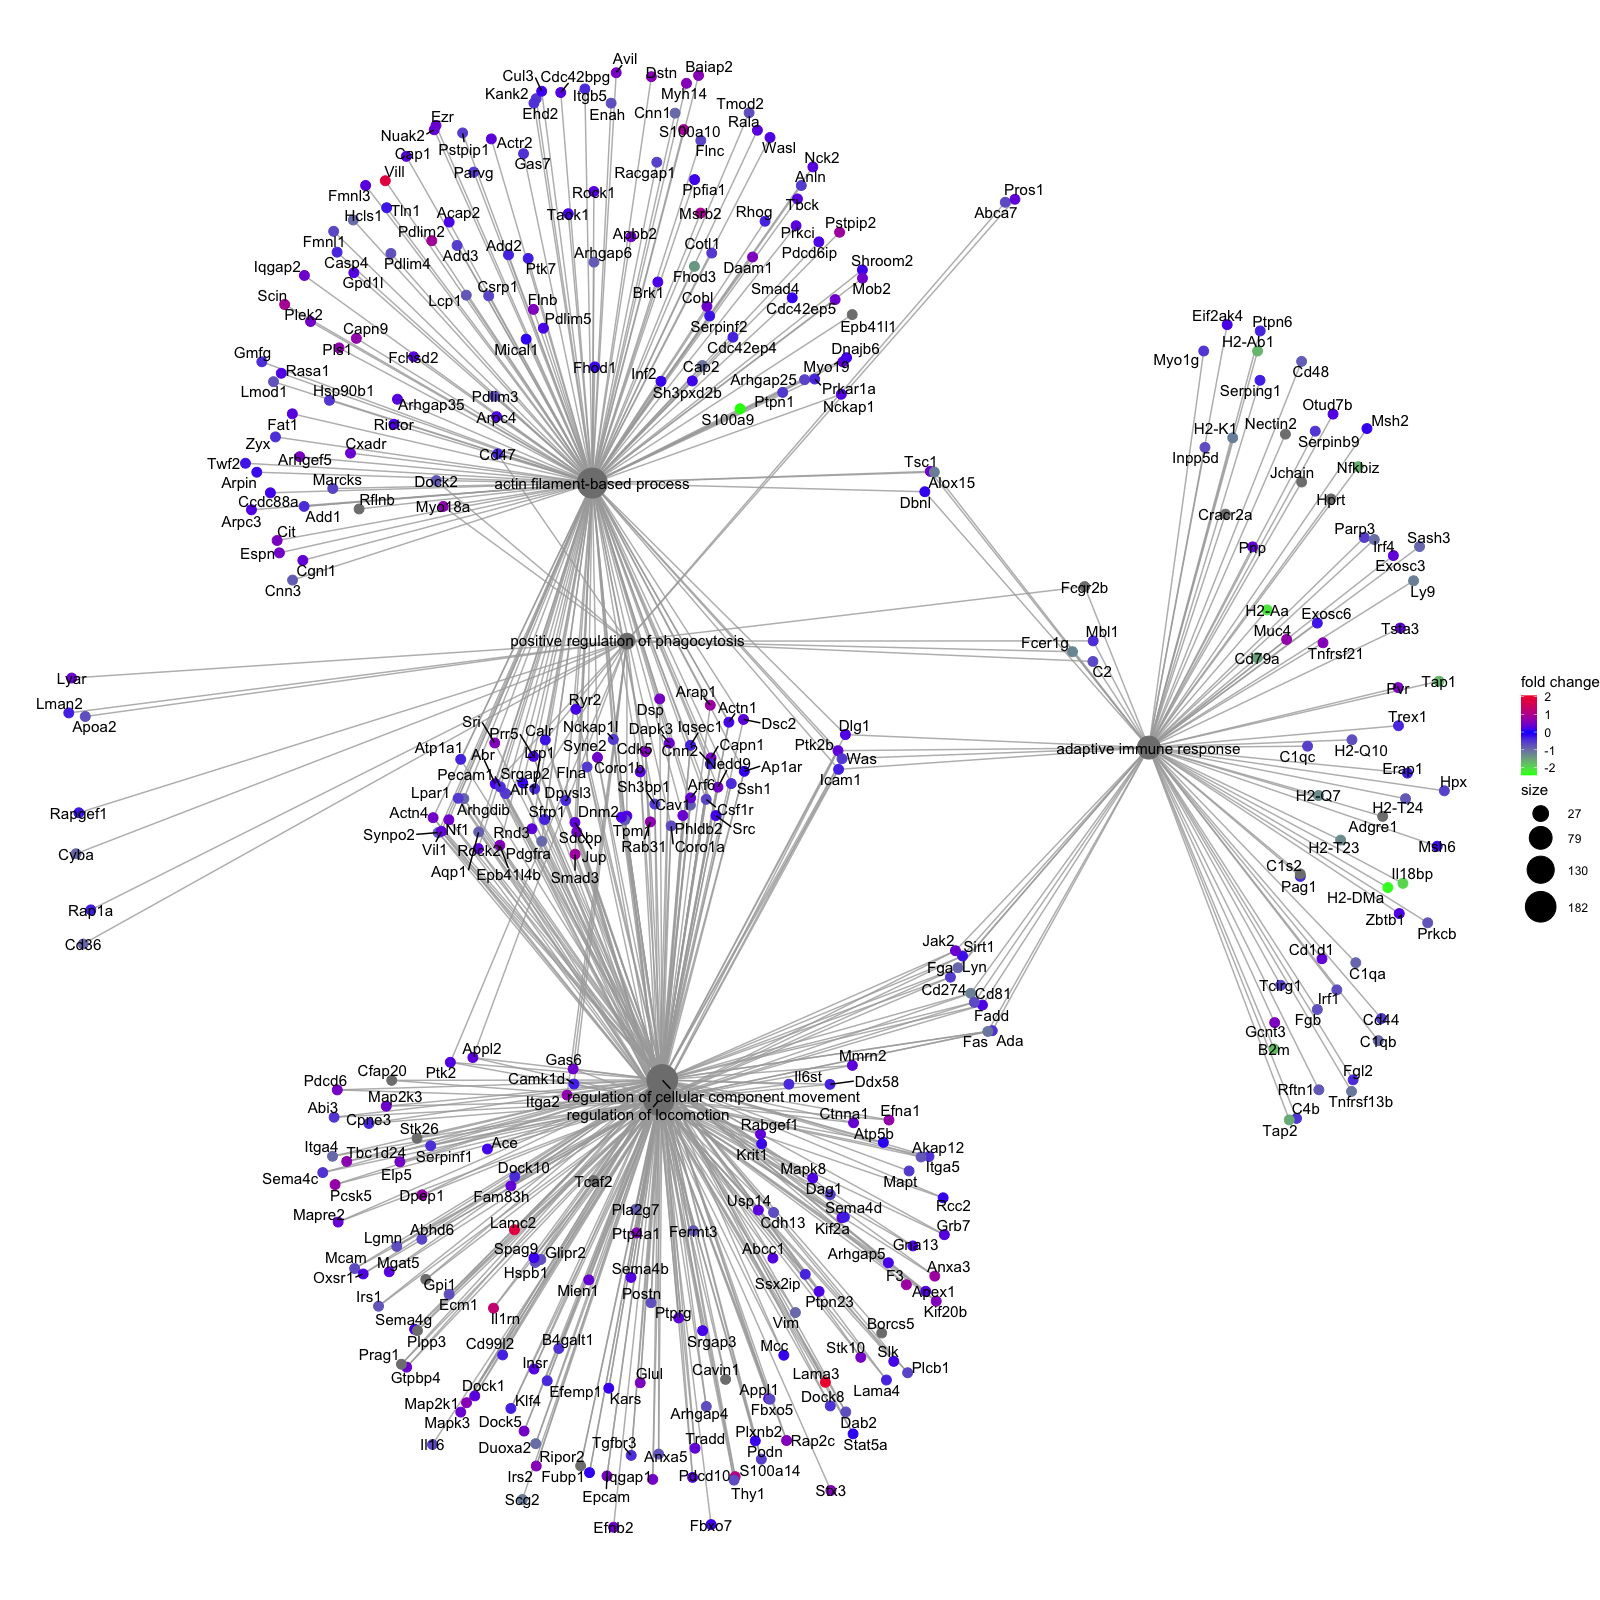 Avil
Dstn
Baiap2
Cul3
Cdc42bpg
Kank2
Itgb5
Myh14
Ehd2
Enah
Cnn1
Tmod2
Rala
Ezr
Nuak2
Pstpip1
Actr2
S100a10
Flnc
Wasl
Cap1
Gas7
Nck2
Vill
Parvg
Racgap1
Anln
Fmnl3
Rock1
Ppfia1
Tbck
Pros1
Abca7
Hcls1
Tln1
Acap2
Taok1
Msrb2
Rhog
Pdlim2
Apbb2
Prkci
Pstpip2
Fmnl1
Add3
Add2
Cotl1
Pdcd6ip
Casp4
Pdlim4
Ptk7
Arhgap6
Daam1
Shroom2
Iqgap2
Gpd1l
Fhod3
Mob2
Scin
Lcp1
Csrp1
Flnb
Brk1
Cobl
Smad4
Cdc42ep5
Plek2
Pdlim5
Serpinf2
Epb41l1
Eif2ak4
Ptpn6
Capn9
Mical1
Cdc42ep4
H2-Ab1
Gmfg
Pls1
Fchsd2
Fhod1
Inf2
Cap2
Dnajb6
Myo19
Myo1g
Cd48
Rasa1
Lmod1
Hsp90b1
Arhgap35
Pdlim3
Sh3pxd2b
Arhgap25
Prkar1a
Ptpn1
Nckap1
Serping1
Otud7b
Fat1
Rictor
Arpc4
S100a9
Nectin2
Msh2
Zyx
Cxadr
Cd47
H2-K1
Serpinb9
Twf2
Arhgef5
Inpp5d
Nfkbiz
Arpin
Marcks
Dock2
Tsc1
Alox15
Jchain
actin filament-based process
Ccdc88a
Rflnb
Myo18a
Dbnl
Hprt
Arpc3
Add1
Cracr2a
Cit
Parp3
Sash3
Espn
Prp
Irf4
Exosc3
Cgnl1
Cnn3
Fcgr2b
Ly9
H2-Aa
Exosc6
positive regulation of phagocytosis
Fcer1g
Mbl1
Muc4
Tsta3
C2
Cd79a
Tnfrsf21
Lyar
Tap1
Pvr
fold change
Lman2
Apoa2
Ryr2
Dsp
Arap1
Actn1
2
Sri
Prr5
Calr
Nckap1l
Dapk3
Iqsec1
Dsc2
Dlg1
Trex1
1
Atp1a1
Abr
Lrp1
Syne2
Cdk5
Cnn2
Capn1
Ptk2b
Was
adaptive immune response
C1qc
H2-Q10
0
Pecam1
Srgap2
Flna
Coro1b
Nedd9
Ap1ar
Icam1
Erap1
-1
Lpar1
Aif1
Dpysl3
Sh3bp1
Arf6
Ssh1
Hpx
-2
Actn4
Arhgdib
Sfrp1
Dnm2
Cav1
Csf1r
H2-Q7
H2-T24
size
Rapgef1
Synpo2
Nf1
Rnd3
Sdcbp
Tpm1
Phldb2
Src
Adgre1
27
Vil1
Rock2
Pdgfra
Jup
Rab31
Coro1a
H2-T23
Msh6
79
Cyba
Aqp1
Epb41l4b
Smad3
C1s2
Pag1
Il18bp
130
H2-DMa
182
Rap1a
Zbtb1
Prkcb
Cd36
Jak2
Sirt1
Cd1d1
Fga
Lyn
C1qa
Cd274
Cd81
Tcirg1
Irf1
Fadd
Fgb
Cd44
Fas
Ada
Gcnt3
C1qb
Appl2
Gas6
Mmrn2
B2m
Cfap20
Ptk2
Camk1d
Il6st
Ddx58
Fgl2
Pdcd6
Map2k3
Itga2
regulation of cellular component movement
Rftn1
Tnfrsf13b
Abi3
Cpne3
regulation of locomotion
Ctnna1
Efna1
C4b
Stk26
Rabgef1
Atp5b
Tap2
Itga4
Tbc1d24
Serpinf1
Ace
Krit1
Akap12
Sema4c
Elp5
Dock10
Tcaf2
Mapk8
Itga5
Pcsk5
Dpep1
Fam83h
Dag1
Mapt
Mapre2
Lamc2
Pla2g7
Usp14
Sema4d
Rcc2
Lgmn
Abhd6
Ptp4a1
Fermt3
Cdh13
Kif2a
Grb7
Mcam
Spag9
Glipr2
Abcc1
Arhgap5
Gna13
Oxsr1
Mgat5
Hspb1
Sema4b
Ssx2ip
F3
Anxa3
Irs1
Gpi1
Mien1
Postn
Ptpn23
Apex1
Ecm1
Il1rn
Ptprg
Vim
Kif20b
Sema4g
Borcs5
Plpp3
Cd99l2
B4galt1
Srgap3
Mcc
Stk10
Slk
Prag1
Insr
Glul
Cavin1
Lama3
Plcb1
Gtpbp4
Dock1
Efemp1
Appl1
Lama4
Map2k1
Klf4
Kars
Dock8
Mapk3
Dock5
Arhgap4
Fbxo5
Dab2
Il16
Duoxa2
Tgfbr3
Tradd
Plxnb2
Rap2c
Stat5a
Ripor2
Anxa5
Podn
Irs2
Fubp1
Iqgap1
Pdcd10
S100a14
Scg2
Epcam
Thy1
Stx3
Efnb2
Fbxo7